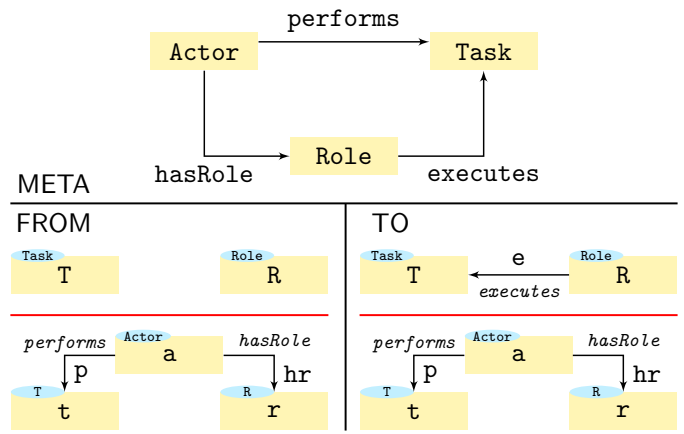 performs
Actor
Task
Role
hasRole
executes
META
FROM
Task
T
Role
R
performs
Actor
a
hasRole
p
hr
T
t
R
r
TO
Task
T
e
executes
Role
R
performs
Actor
a
hasRole
p
hr
T
t
R
r